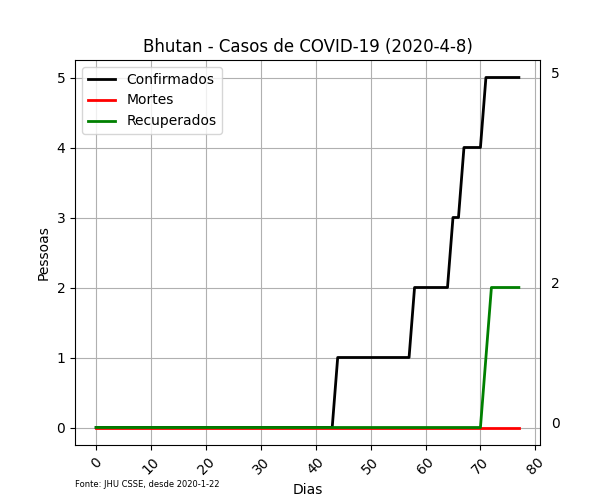 Bhutan - Casos de COVID-19 (2020-4-8)
Confirmados
Mortes
Recuperados
Pessoas
5
4
3
2
1
0
5
2
0
0 10 20 30 40 50 60 70 80
Fonte: JHU CSSE, desde 2020-1-22
Dias